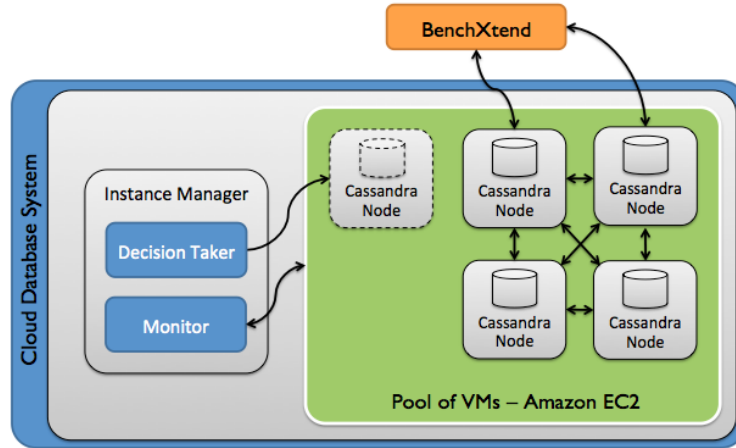 BenchXtend
Cloud Database System
Instance Manager
Decision Taker
Monitor
Cassandra
Node
Cassandra
Node
Cassandra
Node
Cassandra
Node
Cassandra
Node
Pool of VMs – Amazon EC2